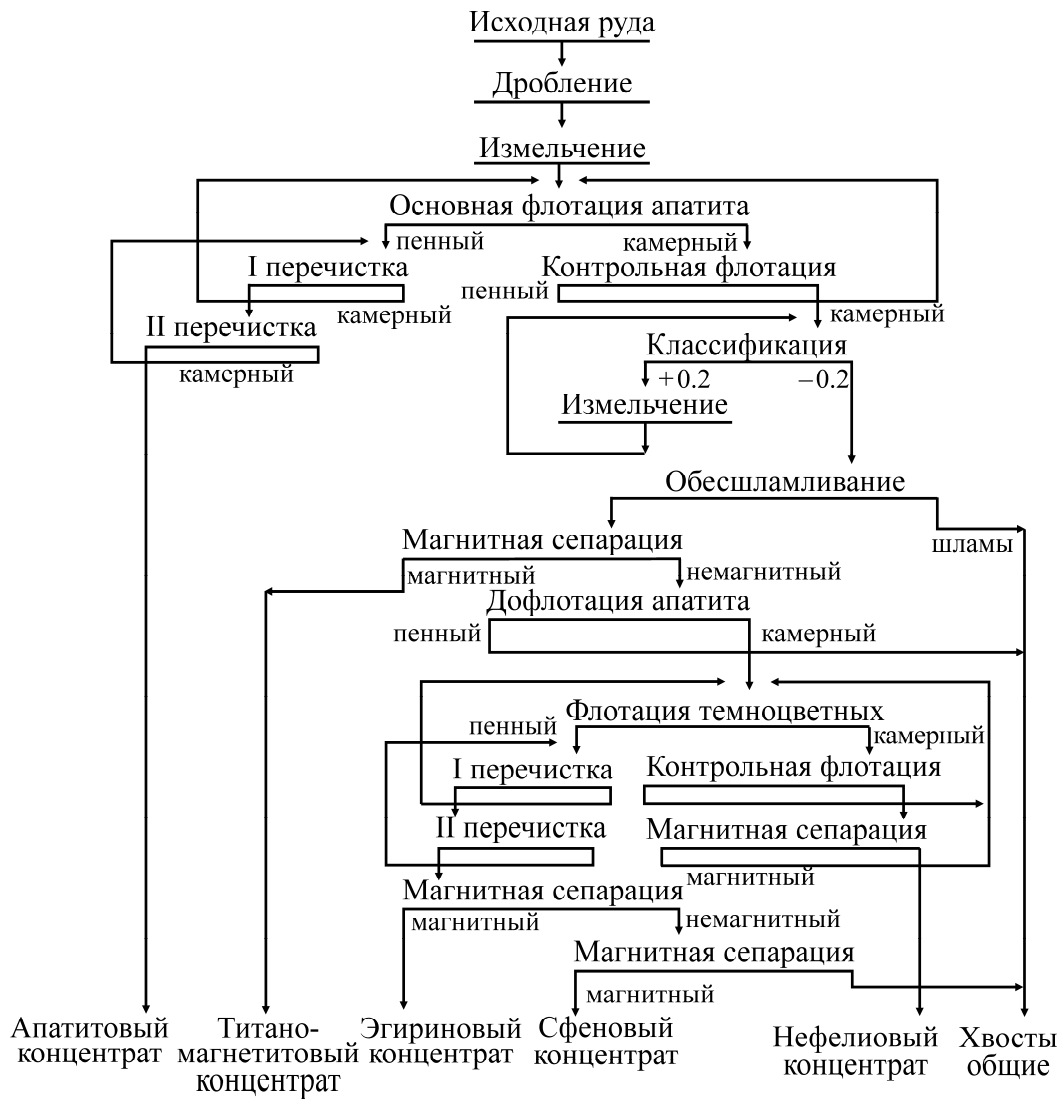 Исходная руда
Дробление
Измельчение
Основная флотация апатита
пенный
камерный
I перечистка
Контрольная флотация
пенный
камерный
камерный
II перечистка
Классификация
камсрный
+0.2
−0.2
Измельчение
Обесшламливание
шламы
Магнитная сепарация
магнитный
немагнитный
Дофлотация апатита
пенный
камерный
Флотация темноцветных
пенный
камерный
I перечистка
Контрольная флотация
II перечистка
Магнитная сепарация
магнитный
Магнитная сепарация
магнитный
немагнитный
Магнитная сепарация
магнитный
Апатитовый
концентрат
Титано-
магнетитовый
концентрат
Эгириновый
концентрат
Сфеновый
концентрат
Нефелиовый
концентрат
Хвосты
общие